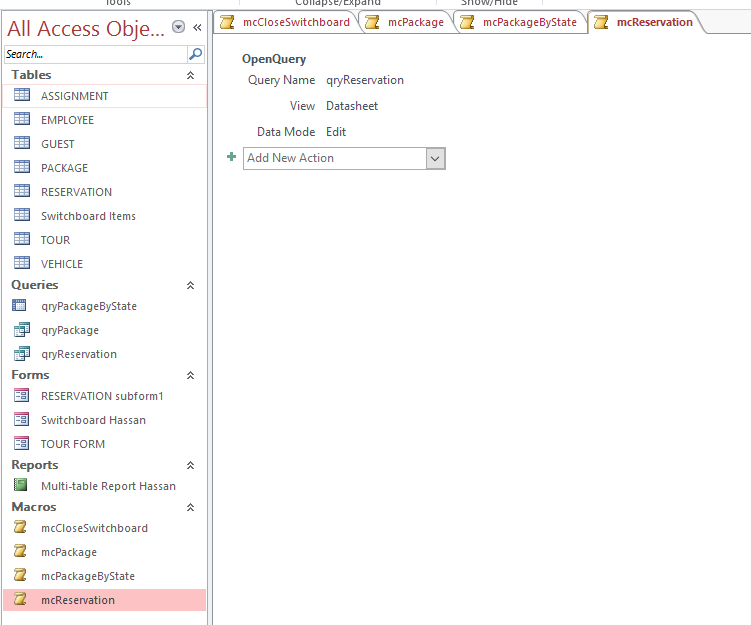 Tools Collapse/Expand Show/Hide
All Access Obje... «
Search...
Tables
ASSIGNMENT
EMPLOYEE
GUEST
PACKAGE
RESERVATION
Switchboard Items
TOUR
VEHICLE
Queries
qryPackageByState
qryPackage
qryReservation
Forms
RESERVATION subform1
Switchboard Hassan
TOUR FORM
Reports
Multi-table Report Hassan
Macros
mcCloseSwitchboard
mcPackage
mcPackageByState
mcReservation
mcCloseSwitchboard mcPackage mcPackageByState mcReservation
OpenQuery
Query Name qryReservation
View Datasheet
Data Mode Edit
Add New Action